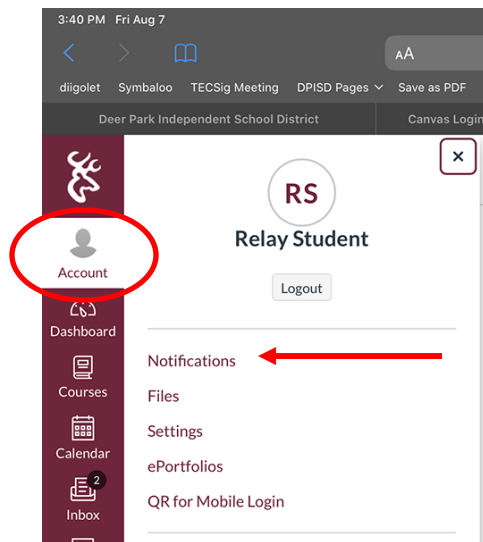 3:40 PM Fri Aug 7
AA
diigolet Symbaloo TECSig Meeting DPISD Pages Save as PDF
Deer Park Independent School District Canvas Login
×
RS
Relay Student
Account
Logout
Dashboard
Notifications
Courses
Files
Settings
Calendar
ePortfolios
2
QR for Mobile Login
Inbox